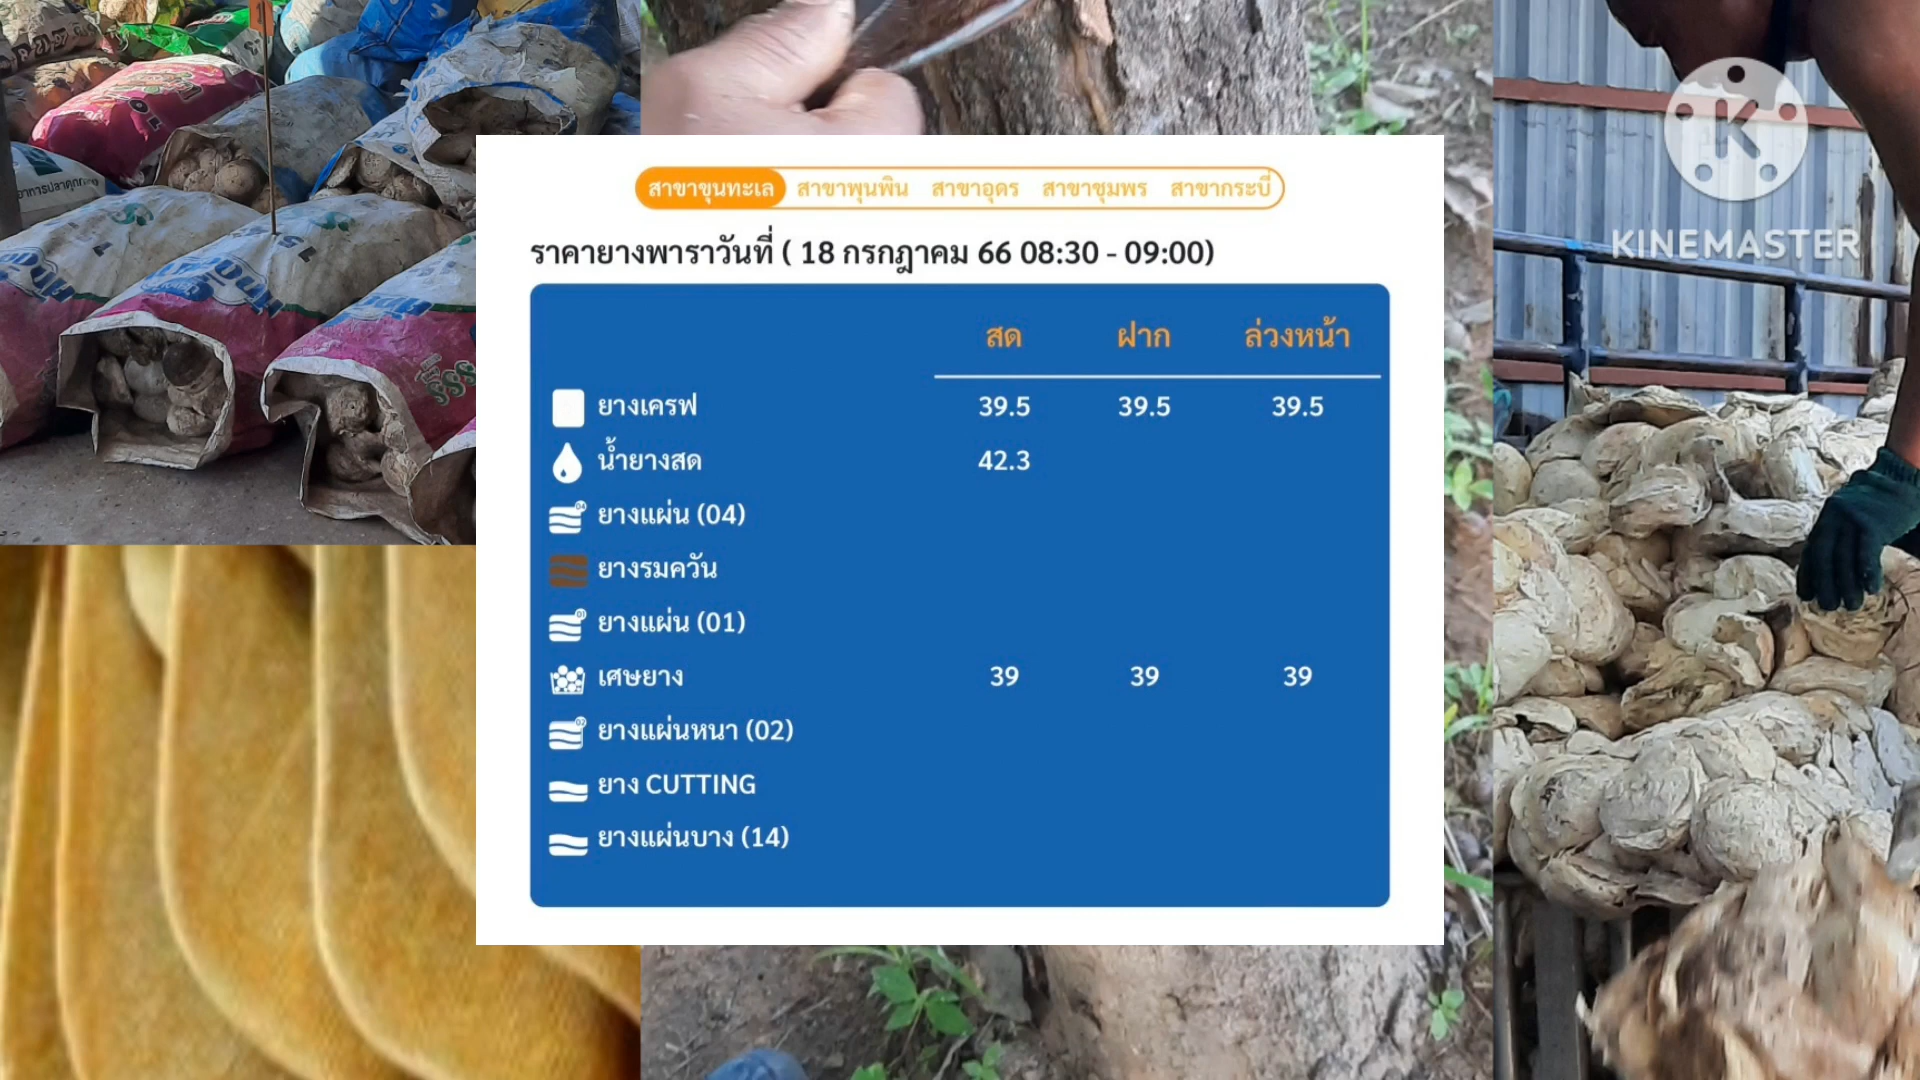 สาขาขุนทะเล สาขาพุนพิน สาขาอุดร สาขาชุมพร สาขากระบี่
ราคายางพาราวันที่ ( 18 กรกฎาคม 66 08:30 - 09:00)
สด ฝาก ล่วงหน้า
ยางเครฟ 39.5 39.5 39.5
น้ำยางสด 42.3
ยางแผ่น (04)
ยางรมควัน
ยางแผ่น (01)
เศษยาง 39 39 39
ยางแผ่นหนา (02)
ยาง CUTTING
ยางแผ่นบาง (14)
K
KINEMASTER